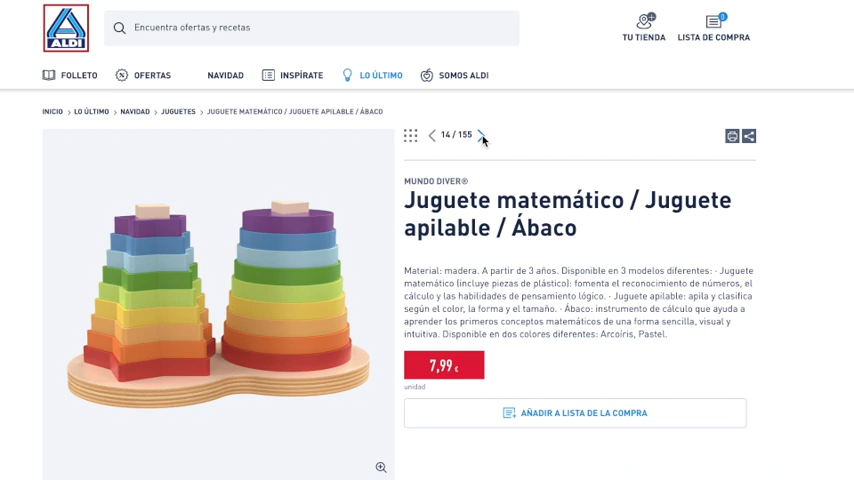 ALDI
Encuentra ofertas y recetas
TU TIENDA
0
LISTA DE COMPRA
FOLLETO
OFERTAS
NAVIDAD
INSPÍRATE
LO ÚLTIMO
SOMOS ALDI
INICIO > LO ÚLTIMO > NAVIDAD > JUGUETES > JUGUETE MATEMÁTICO / JUGUETE APILABLE / ÁBACO
14 / 155
MUNDO DIVER®
Juguete matemático / Juguete
apilable / Ábaco
Material: madera. A partir de 3 años. Disponible en 3 modelos diferentes: · Juguete
matemático (incluye piezas de plástico): fomenta el reconocimiento de números, el
cálculo y las habilidades de pensamiento lógico. · Juguete apilable: apila y clasifica
según el color, la forma y el tamaño. · Ábaco: instrumento de cálculo que ayuda a
aprender los primeros conceptos matemáticos de una forma sencilla, visual y
intuitiva. Disponible en dos colores diferentes: Arcoíris, Pastel.
7,99 €
unidad
AÑADIR A LISTA DE LA COMPRA